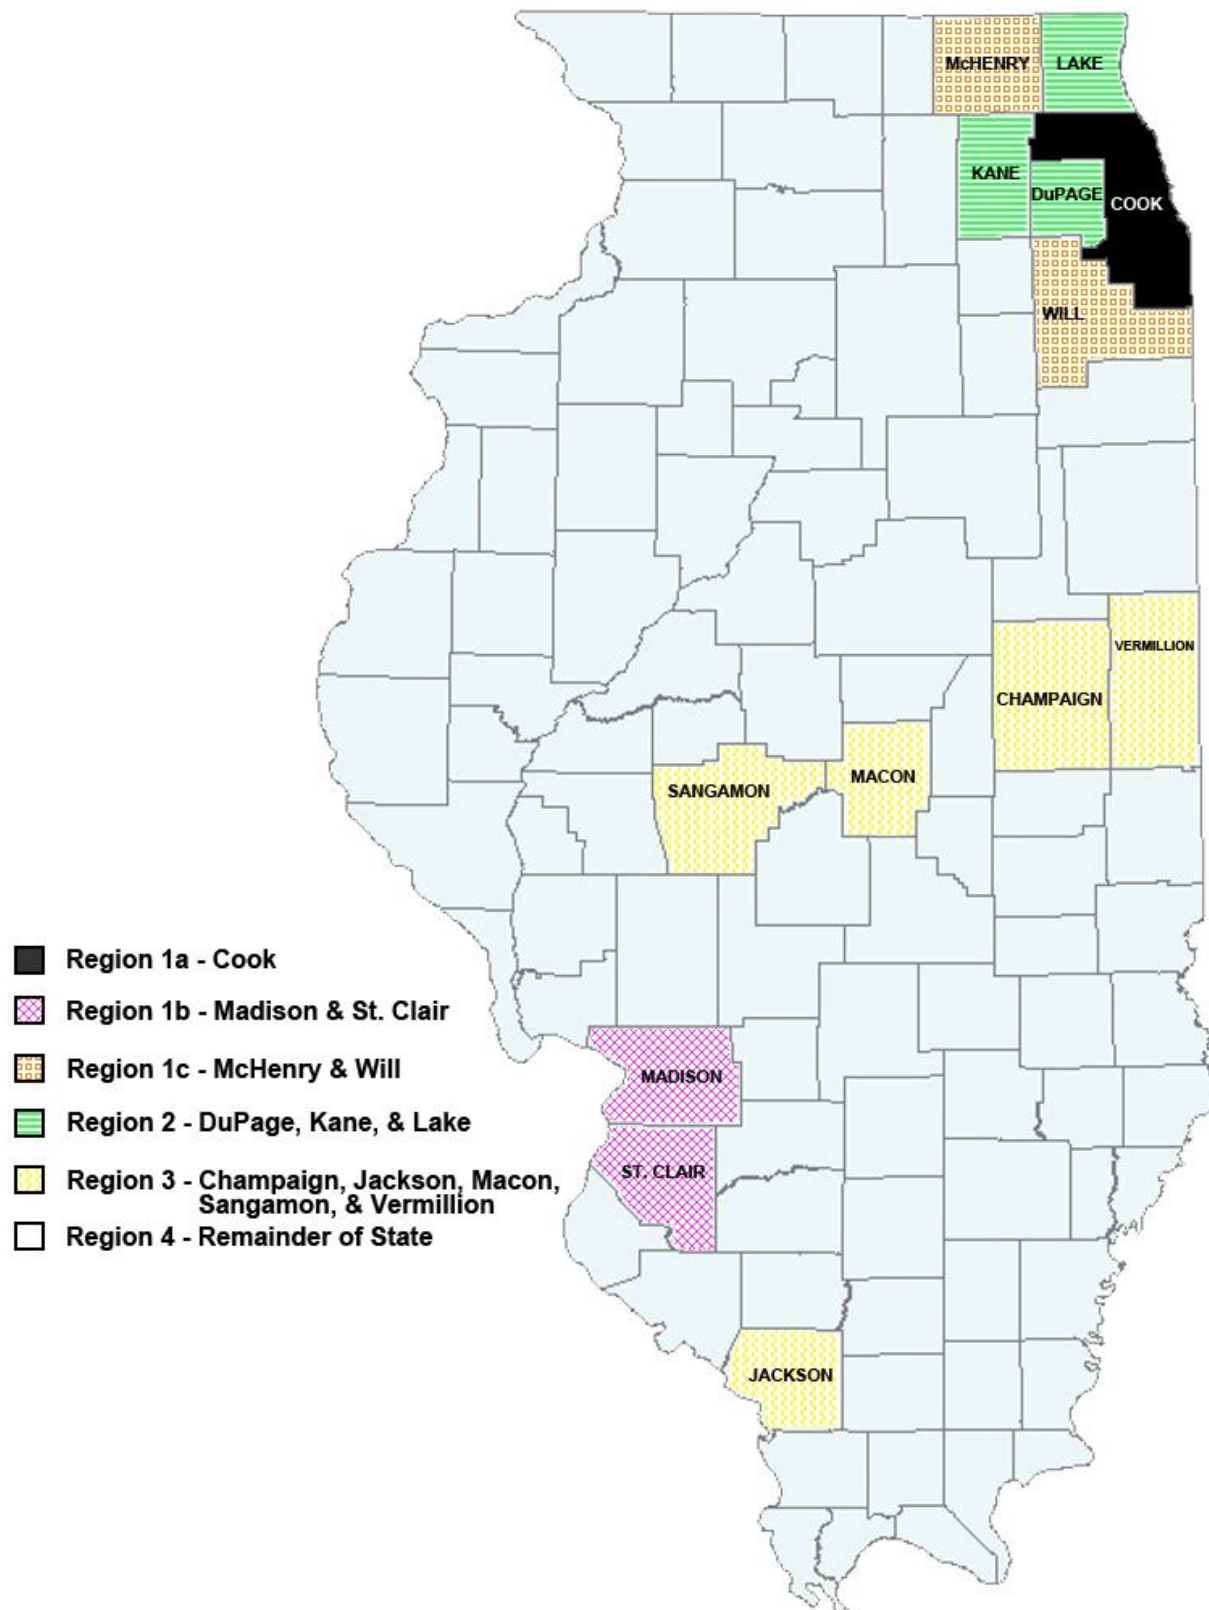 McHENRY
LAKE
KANE
DuPAGE
COOK
WILL
VERMILLION
CHAMPAIGN
MACON
SANGAMON
Region 1a - Cook
Region 1b - Madison & St. Clair
Region 1c - McHenry & Will
Region 2 - DuPage, Kane, & Lake
Region 3 - Champaign, Jackson, Macon,
Sangamon, & Vermillion
Region 4 - Remainder of State
MADISON
ST. CLAIR
JACKSON